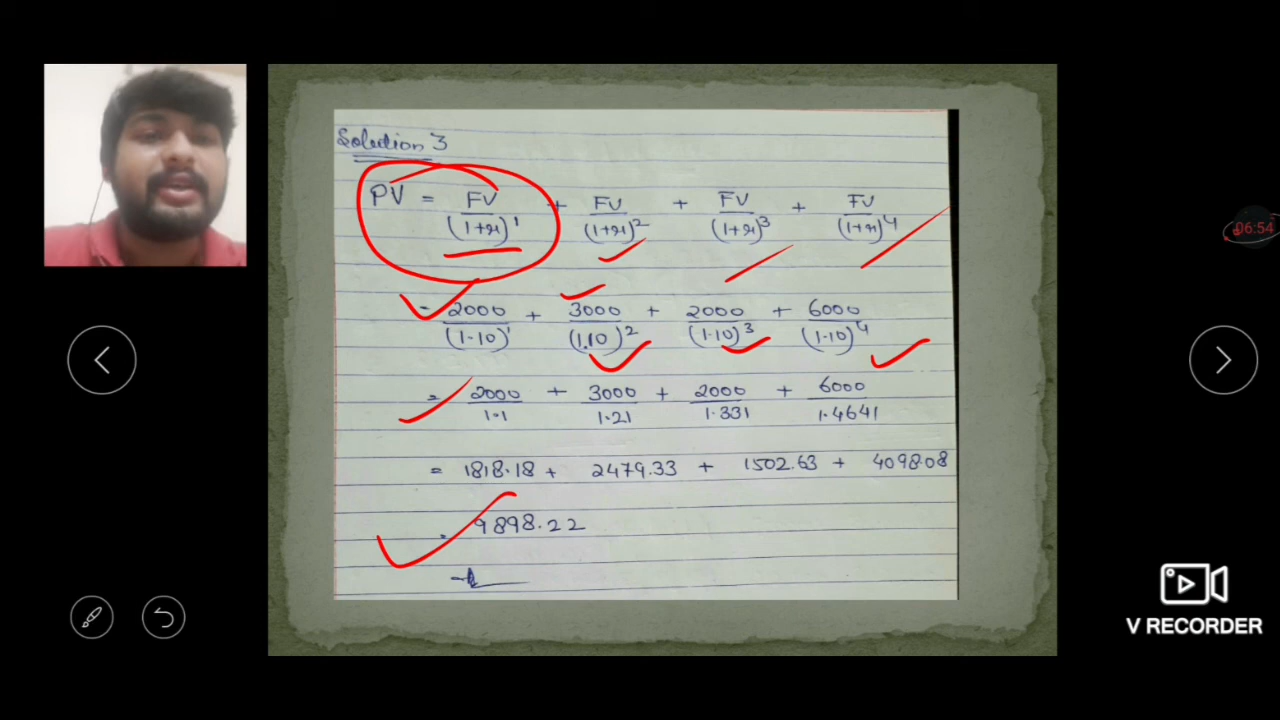 Solution 3
PV = FV/(1+r)¹ + FV/(1+r)² + FV/(1+r)³ + FV/(1+r)⁴
= 2000/(1.10)¹ + 3000/(1.10)² + 2000/(1.10)³ + 6000/(1.10)⁴
= 2000/1.1 + 3000/1.21 + 2000/1.331 + 6000/1.4641
= 1818.18 + 2479.33 + 1502.63 + 4098.08
= 9898.22
06:54
V RECORDER